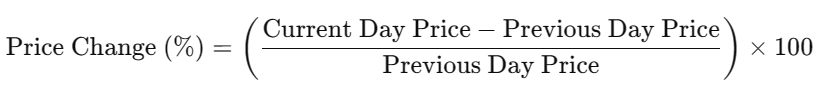 Price Change (%) = ( Current Day Price − Previous Day Price / Previous Day Price ) × 100